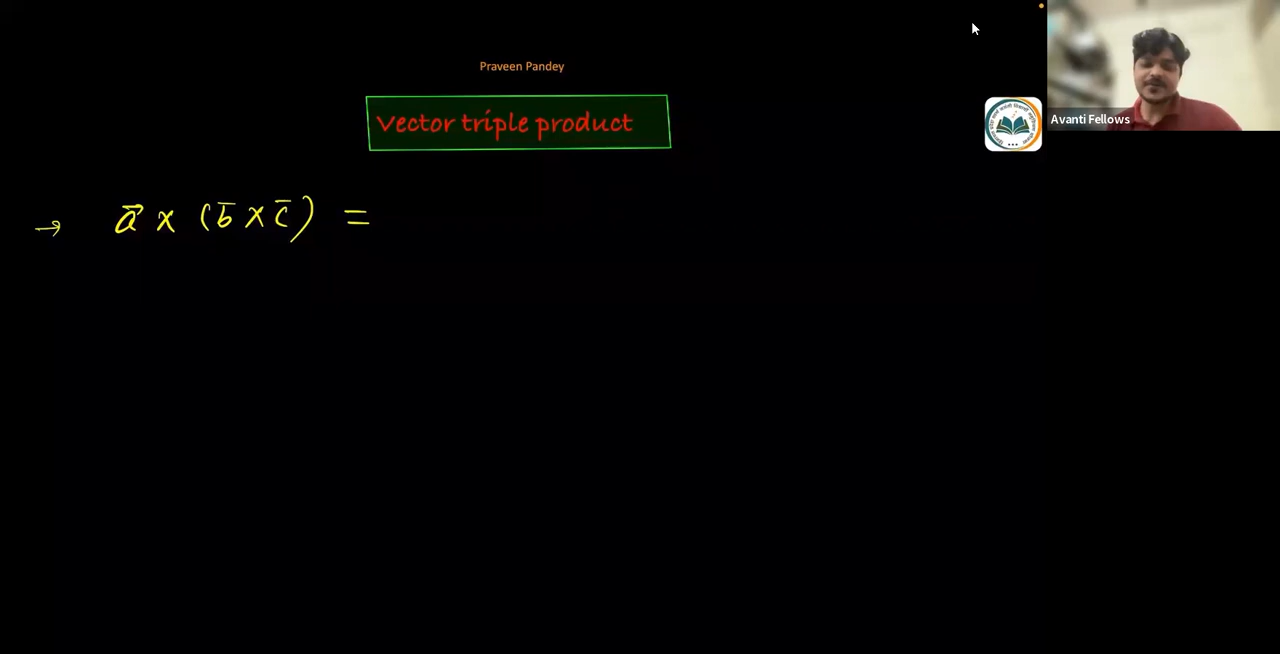 Praveen Pandey
Vector triple product
Avanti Fellows
→ a⃗ × (b̄ × c̄) =